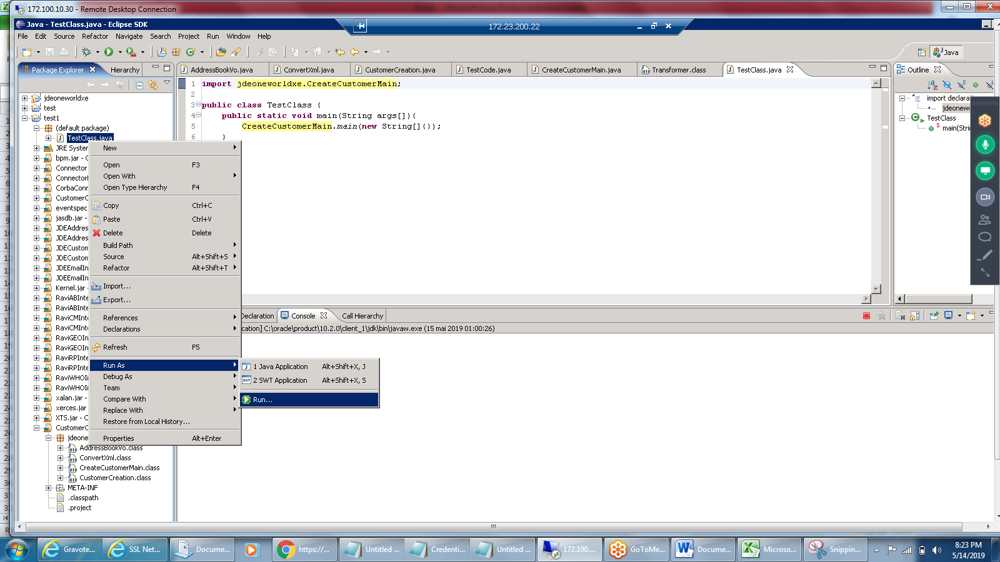 172.100.10.30 - Remote Desktop Connection
Java - TestClass.java - Eclipse SDK
172.23.200.22
File Edit Source Refactor Navigate Search Project Run Window Help
Java
Package Explorer
Hierarchy
AddressBookVo.java
ConvertXml.java
CustomerCreation.java
TestCode.java
CreateCustomerMain.java
Transformer.class
TestClass.java
Outline
1 import jdeoneworldxe.CreateCustomerMain;
2
3 public class TestClass {
4 public static void main(String args[]){
5 CreateCustomerMain.main(new String[]{});
6 }
import declara
jdeonewo
TestClass
main(Strin
jdeoneworldxe
test
test1
(default package)
TestClass.java
JRE System
bpm.jar - C
Connector
Connector
CorbaConn
CustomerC
eventspec
jasdb.jar -
JDEAddres
JDEAddres
JDECustom
JDECustom
JDEEmailIn
JDEEmailIn
Kernel.jar -
RaviABInte
RaviABInte
RaviCMInte
RaviCMInte
RaviGEOIn
RaviGEOIn
RaviRPInte
RaviRPInte
RaviWHOIn
RaviWHOIn
xalan.jar -
xerces.jar
XTS.jar - C
CustomerC
jdeone
AddressBookVo.class
ConvertXml.class
CreateCustomerMain.class
CustomerCreation.class
META-INF
.classpath
.project
New
Open F3
Open With
Open Type Hierarchy F4
Copy Ctrl+C
Paste Ctrl+V
Delete Delete
Build Path
Source Alt+Shift+S
Refactor Alt+Shift+T
Import...
Export...
References
Declarations
Refresh F5
Run As
Debug As
Team
Compare With
Replace With
Restore from Local History...
Properties Alt+Enter
1 Java Application Alt+Shift+X, J
2 SWT Application Alt+Shift+X, S
Run...
Declaration
Console
Call Hierarchy
cation] C:\oracle\product\10.2.0\client_1\jdk\bin\javaw.exe (15 mai 2019 01:00:26)
Gravote...
SSL Net...
Docume...
https://...
Untitled ...
Credenti...
Untitled ...
172.100....
GoToMe...
Docume...
Microso...
Snippin...
8:23 PM
5/14/2019